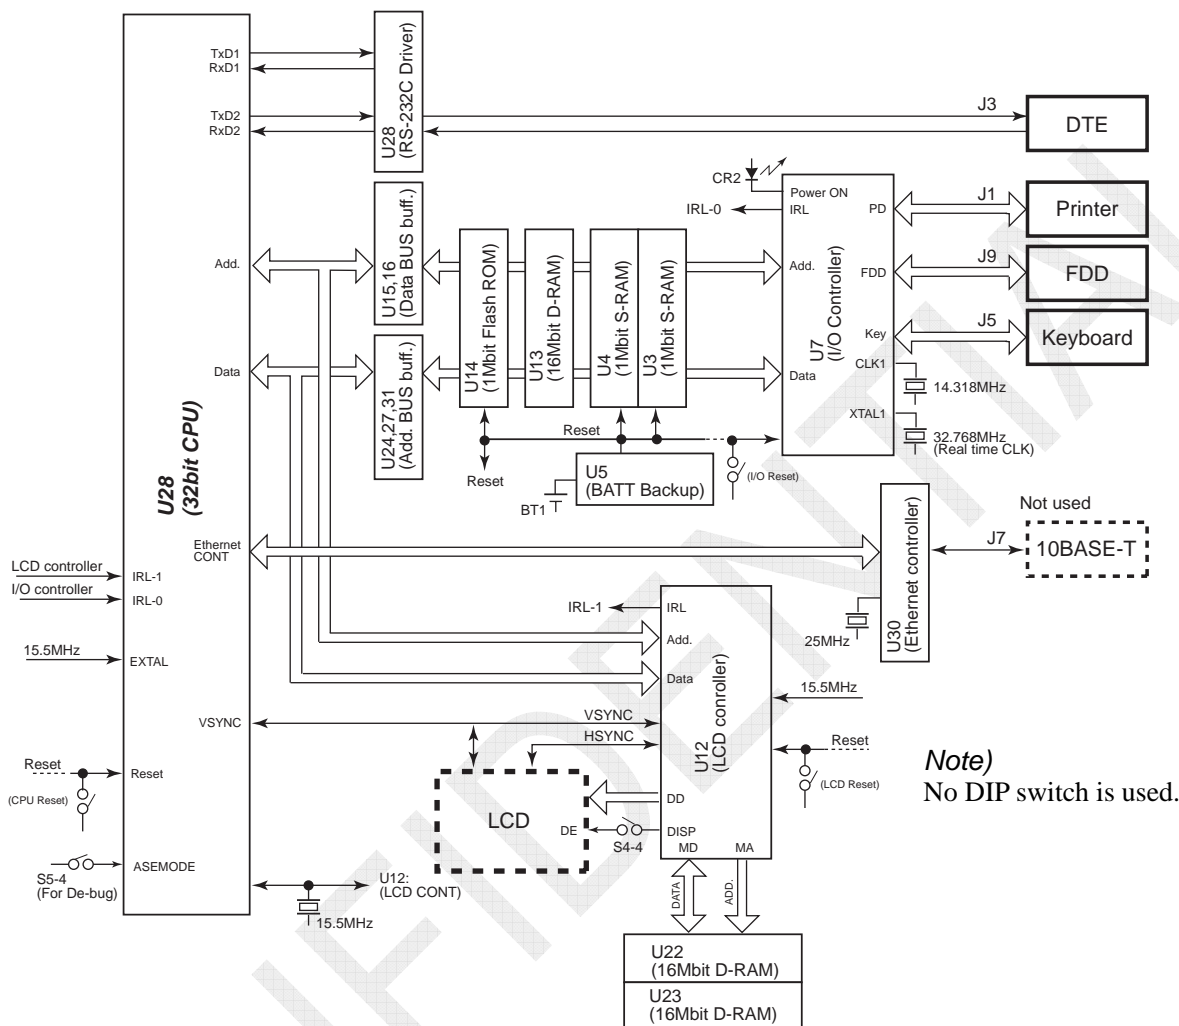 TxD1
RxD1
TxD2
RxD2
U28
(RS-232C Driver)
J3
DTE
CR2
Power ON
IRL-0
IRL
PD
J1
Printer
Add.
U15,16
(Data BUS buff.)
U14
(1Mbit Flash ROM)
U13
(16Mbit D-RAM)
U4
(1Mbit S-RAM)
U3
(1Mbit S-RAM)
Add.
U7
(I/O Controller)
FDD
J9
FDD
Key
J5
Keyboard
Data
U24,27,31
(Add. BUS buff.)
Data
CLK1
14.318MHz
XTAL1
32.768MHz
(Real time CLK)
Reset
Reset
(I/O Reset)
U5
(BATT Backup)
BT1
U28
(32bit CPU)
Ethernet
CONT
U30
(Ethernet controller)
Not used
J7
10BASE-T
25MHz
LCD controller
IRL-1
I/O controller
IRL-0
15.5MHz
EXTAL
IRL-1
IRL
Add.
Data
U12
(LCD conroller)
15.5MHz
VSYNC
VSYNC
HSYNC
Reset
(LCD Reset)
Reset
Reset
(CPU Reset)
LCD
DD
DE
DISP
S4-4
MD
MA
Note)
No DIP switch is used.
S5-4
(For De-bug)
ASEMODE
U12:
(LCD CONT)
15.5MHz
DATA
ADD.
U22
(16Mbit D-RAM)
U23
(16Mbit D-RAM)
FIDENTIAL